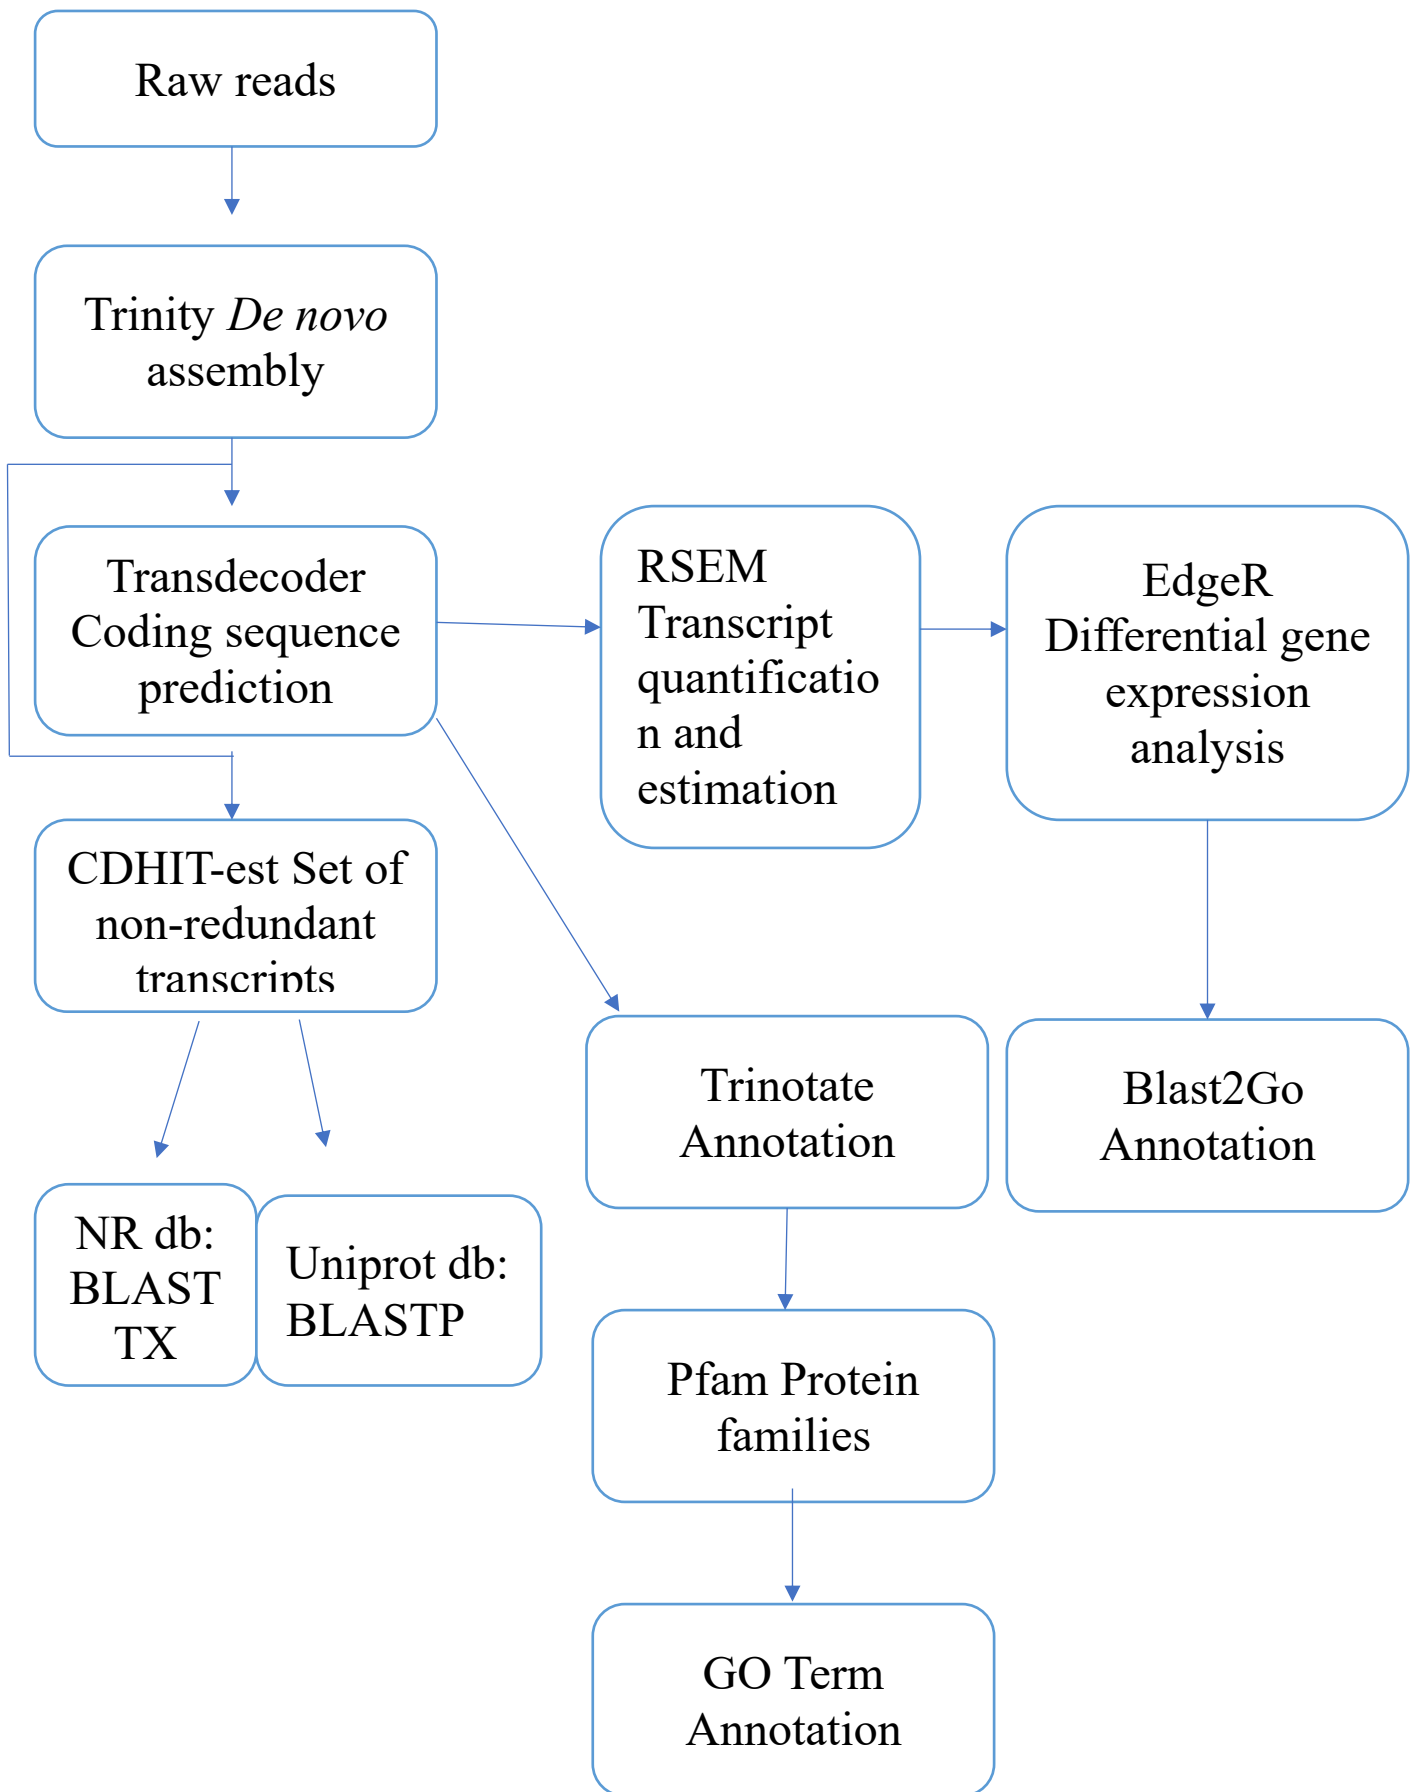 Raw reads
Trinity De novo
assembly
Transdecoder
Coding sequence
prediction
RSEM
Transcript
quantificatio
n and
estimation
EdgeR
Differential gene
expression
analysis
CDHIT-est Set of
non-redundant
transcripts
Trinotate
Annotation
Blast2Go
Annotation
NR db:
BLAST
TX
Uniprot db:
BLASTP
Pfam Protein
families
GO Term
Annotation